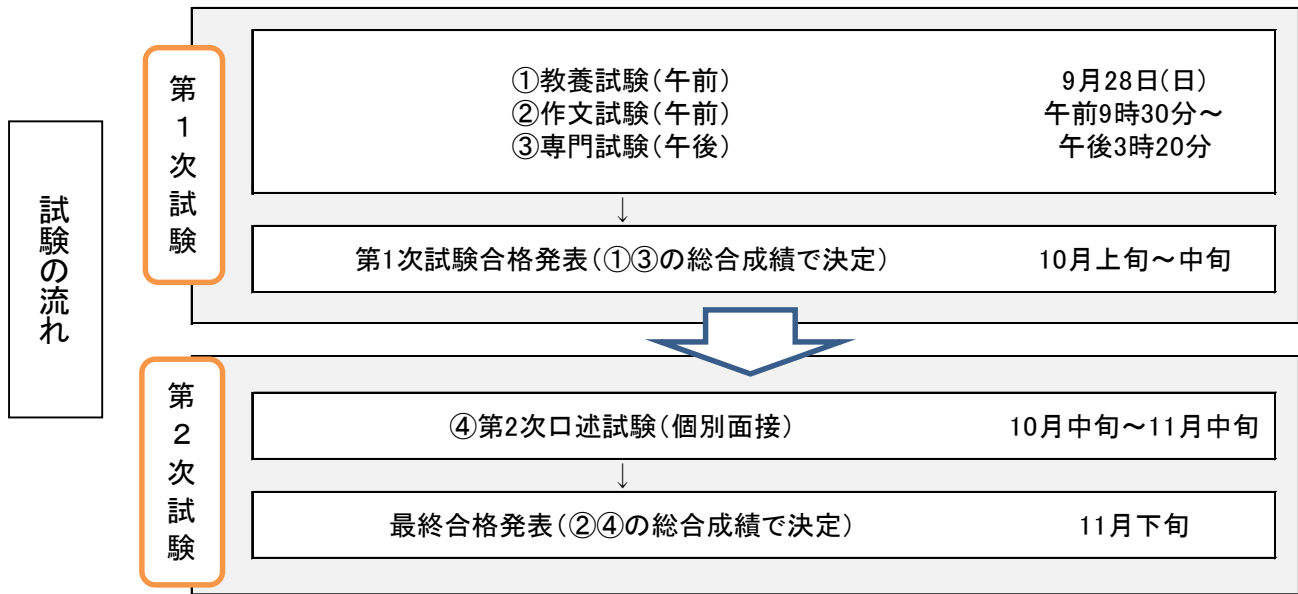 試験の流れ
第1次試験
①教養試験(午前) 9月28日(日)
②作文試験(午前) 午前9時30分～
③専門試験(午後) 午後3時20分
↓
第1次試験合格発表(①③の総合成績で決定) 10月上旬～中旬
第2次試験
④第2次口述試験(個別面接) 10月中旬～11月中旬
↓
最終合格発表(②④の総合成績で決定) 11月下旬